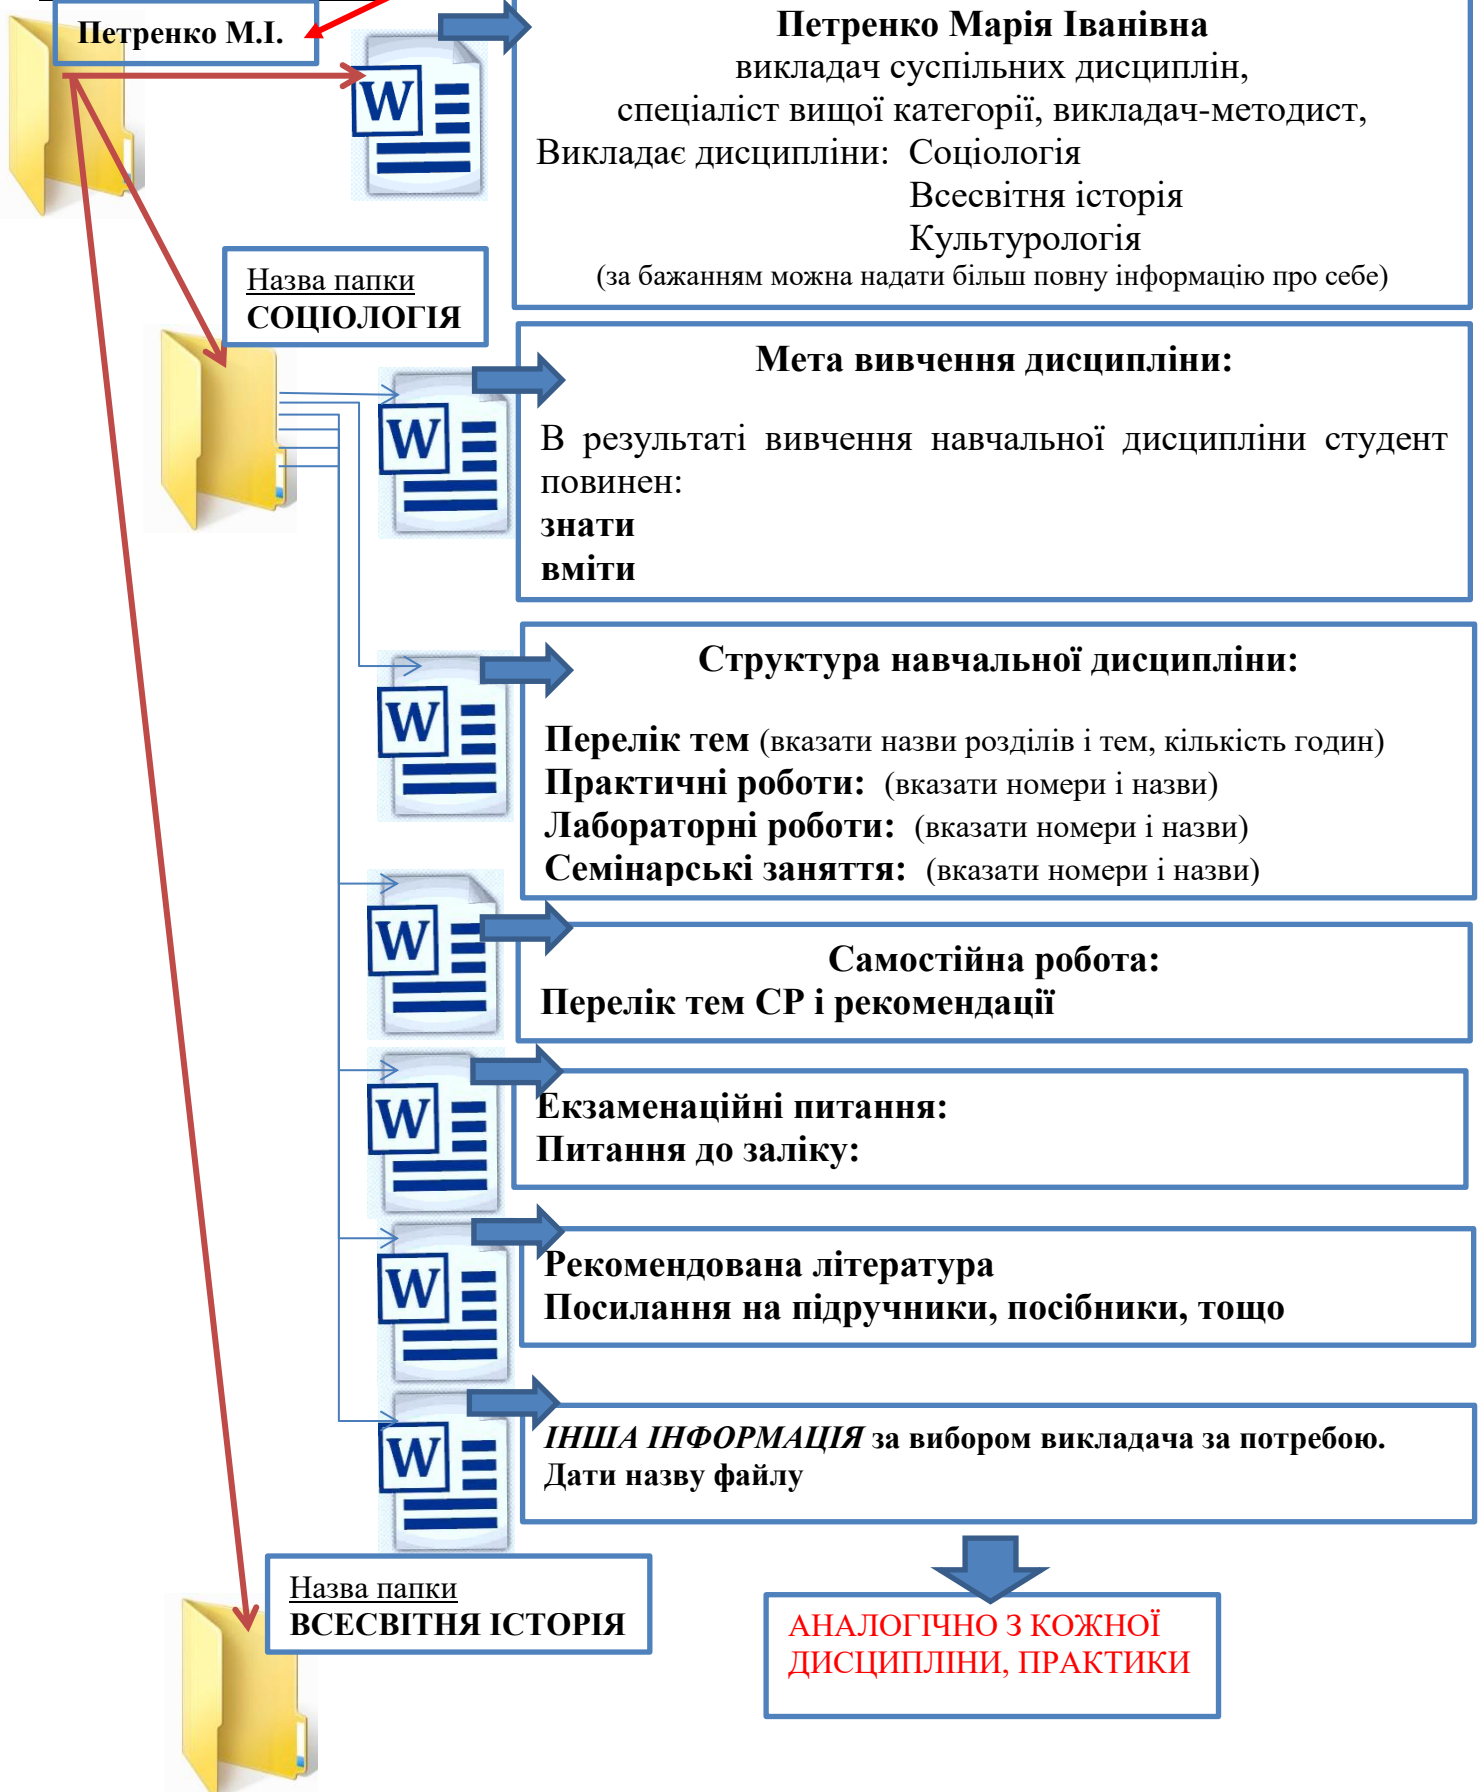 Петренко М.І.
Петренко Марія Іванівна
викладач суспільних дисциплін,
спеціаліст вищої категорії, викладач-методист,
Викладає дисципліни: Соціологія
Всесвітня історія
Культурологія
(за бажанням можна надати більш повну інформацію про себе)
Назва папки
СОЦІОЛОГІЯ
W
Мета вивчення дисципліни:
В результаті вивчення навчальної дисципліни студент
повинен:
знати
вміти
W
Структура навчальної дисципліни:
Перелік тем (вказати назви розділів і тем, кількість годин)
Практичні роботи: (вказати номери і назви)
Лабораторні роботи: (вказати номери і назви)
Семінарські заняття: (вказати номери і назви)
W
Самостійна робота:
Перелік тем СР і рекомендації
W
Екзаменаційні питання:
Питання до заліку:
W
Рекомендована література
Посилання на підручники, посібники, тощо
W
ІНША ІНФОРМАЦІЯ за вибором викладача за потребою.
Дати назву файлу
W
Назва папки
ВСЕСВІТНЯ ІСТОРІЯ
АНАЛОГІЧНО З КОЖНОЇ
ДИСЦИПЛІНИ, ПРАКТИКИ